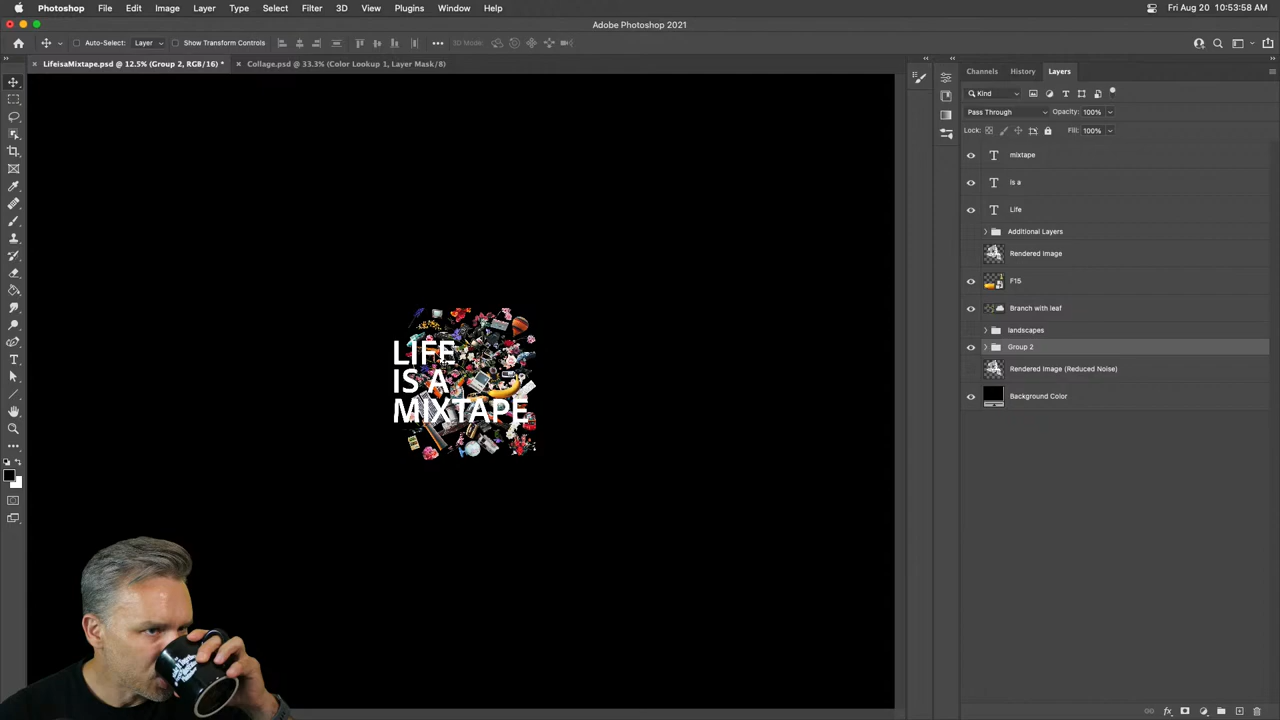 Photoshop File Edit Image Layer Type Select Filter 3D View Plugins Window Help Fri Aug 20 10:53:58 AM
Adobe Photoshop 2021
Auto-Select: Layer Show Transform Controls 3D Mode:
LifeisaMixtape.psd @ 12.5% (Group 2, RGB/16) * Collage.psd @ 33.3% (Color Lookup 1, Layer Mask/8)
Channels History Layers
Kind
Pass Through Opacity: 100%
Lock: Fill: 100%
mixtape
is a
Life
Additional Layers
Rendered Image
F15
Branch with leaf
landscapes
Group 2
Rendered Image (Reduced Noise)
Background Color
LIFE
IS A
MIXTAPE